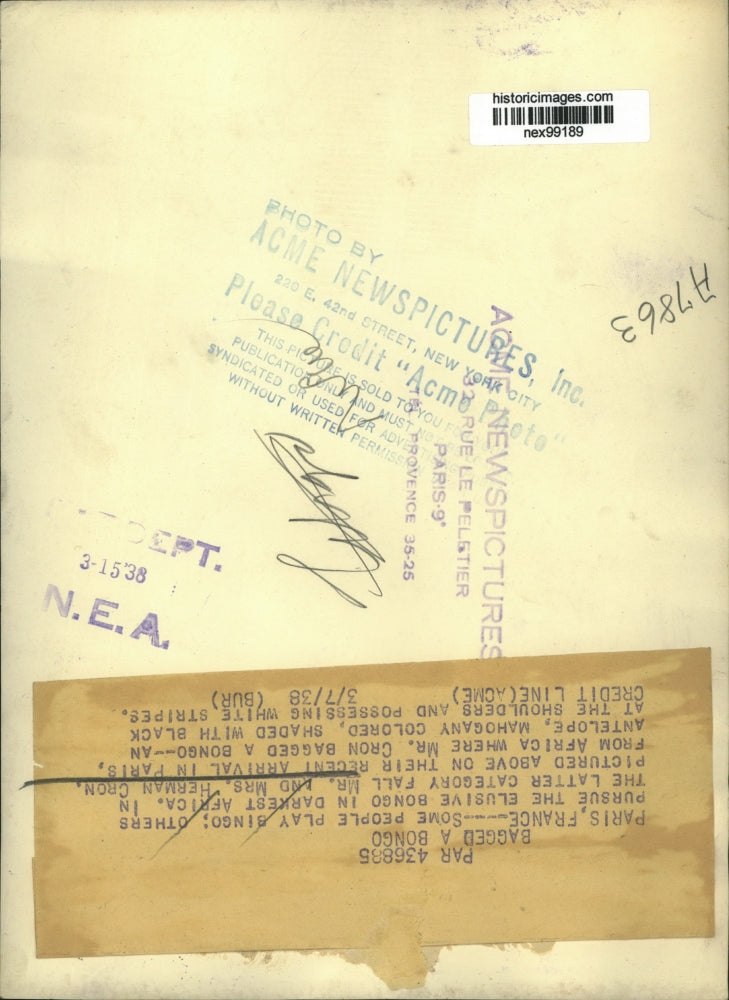 historicimages.com
nex99189
PHOTO BY
ACME NEWSPICTURES, Inc.
220 E. 42nd STREET, NEW YORK CITY
Please Credit "Acme Photo"
THIS PICTURE IS SOLD TO YOU FOR
PUBLICATION ONLY AND MUST NOT BE
SYNDICATED OR USED FOR ADVERTISING
WITHOUT WRITTEN PERMISSION
H7863
ACME NEWSPICTURES
32 RUE LE PELETIER
PARIS-9°
PROVENCE 35-25
DEPT.
3-15'38
N.E.A.
PAR 436835
BAGGED A BONGO
PARIS, FRANCE---SOME PEOPLE PLAY BINGO; OTHERS
PURSUE THE ELUSIVE BONGO IN DARKEST AFRICA. IN
THE LATTER CATEGORY FALL MR. AND MRS. HERMAN CRON,
PICTURED ABOVE ON THEIR RECENT ARRIVAL IN PARIS,
FROM AFRICA WHERE MR. CRON BAGGED A BONGO--AN
ANTELOPE, MAHOGANY COLORED, SHADED WITH BLACK
AT THE SHOULDERS AND POSSESSING WHITE STRIPES.
CREDIT LINE(ACME) 3/7/38 (BUR)